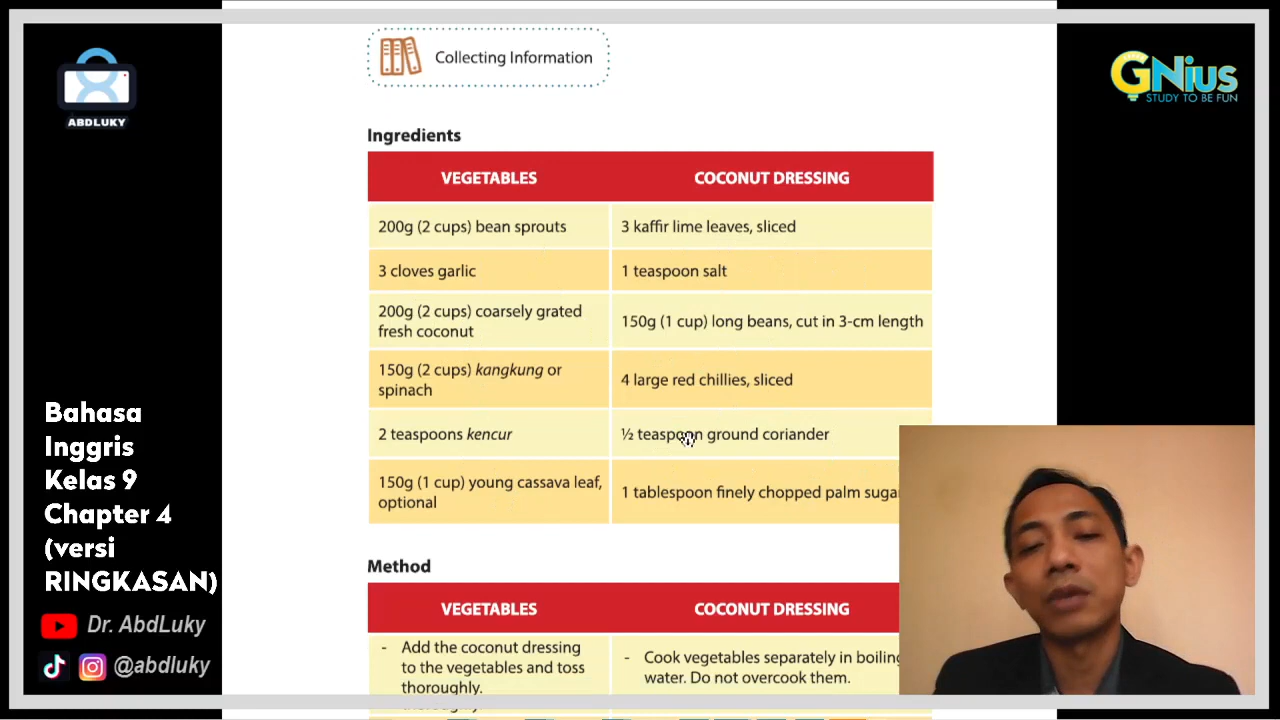 ABDLUKY
GNius
STUDY TO BE FUN
Collecting Information
Ingredients
VEGETABLES
COCONUT DRESSING
200g (2 cups) bean sprouts
3 kaffir lime leaves, sliced
3 cloves garlic
1 teaspoon salt
200g (2 cups) coarsely grated
fresh coconut
150g (1 cup) long beans, cut in 3-cm length
150g (2 cups) kangkung or
spinach
4 large red chillies, sliced
2 teaspoons kencur
½ teaspoon ground coriander
150g (1 cup) young cassava leaf,
optional
1 tablespoon finely chopped palm suga
Method
VEGETABLES
COCONUT DRESSING
- Add the coconut dressing
to the vegetables and toss
thoroughly.
- Cook vegetables separately in boiling
water. Do not overcook them.
Bahasa
Inggris
Kelas 9
Chapter 4
(versi
RINGKASAN)
Dr. AbdLuky
@abdluky